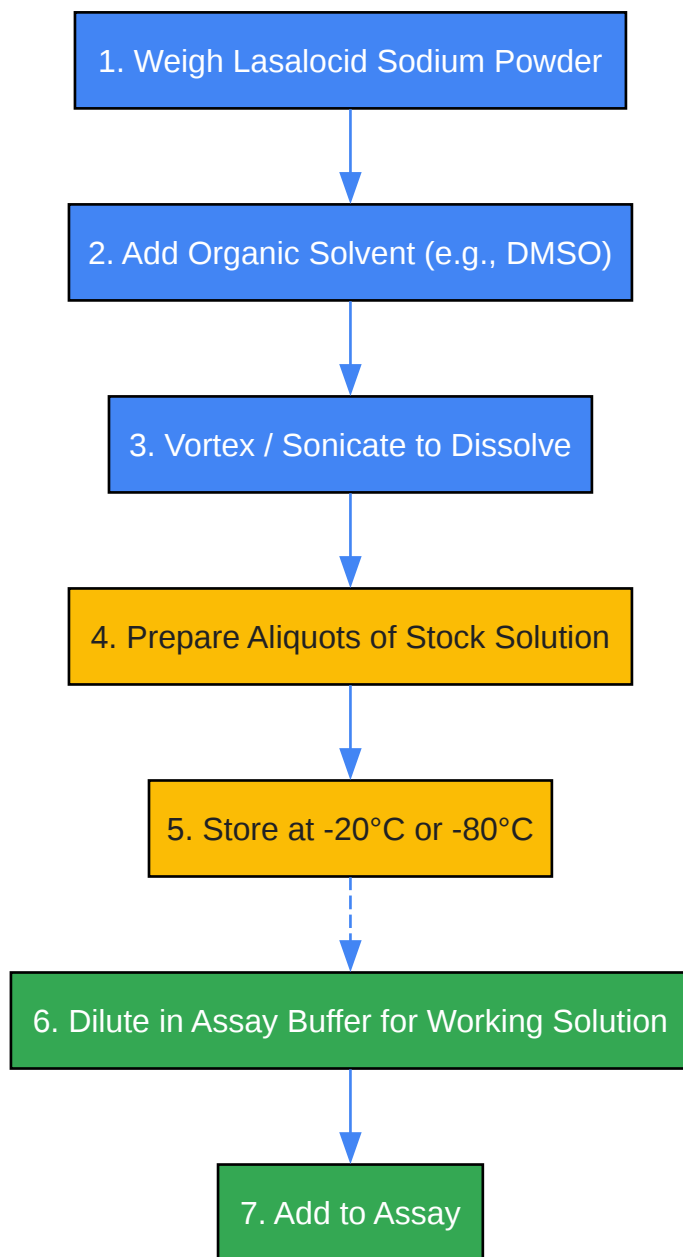 1. Weigh Lasalocid Sodium Powder
2. Add Organic Solvent (e.g., DMSO)
3. Vortex / Sonicate to Dissolve
4. Prepare Aliquots of Stock Solution
5. Store at -20°C or -80°C
6. Dilute in Assay Buffer for Working Solution
7. Add to Assay